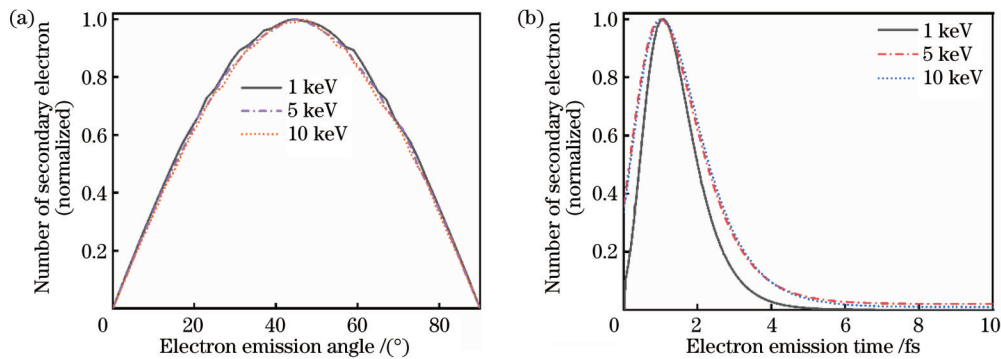 (a)
Number of secondary electron
(normalized)
1.0
0.8
0.6
0.4
0.2
1 keV
5 keV
10 keV
0
20
40
60
80
Electron emission angle /(°)
(b)
Number of secondary electron
(normalized)
1.0
0.8
0.6
0.4
0.2
1 keV
5 keV
10 keV
0
2
4
6
8
10
Electron emission time /fs